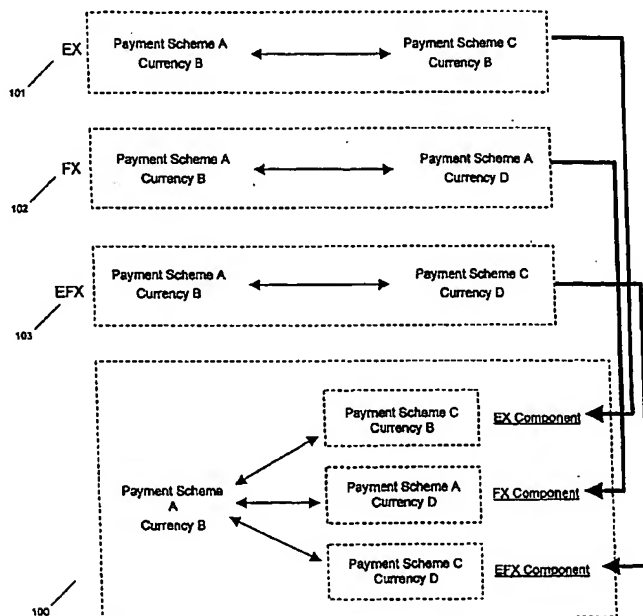 EX
Payment Scheme A
Currency B
Payment Scheme C
Currency B
101
FX
Payment Scheme A
Currency B
Payment Scheme A
Currency D
102
EFX
Payment Scheme A
Currency B
Payment Scheme C
Currency D
103
Payment Scheme C
Currency B
EX Component
Payment Scheme
A
Currency B
Payment Scheme A
Currency D
FX Component
Payment Scheme C
Currency D
EFX Component
100